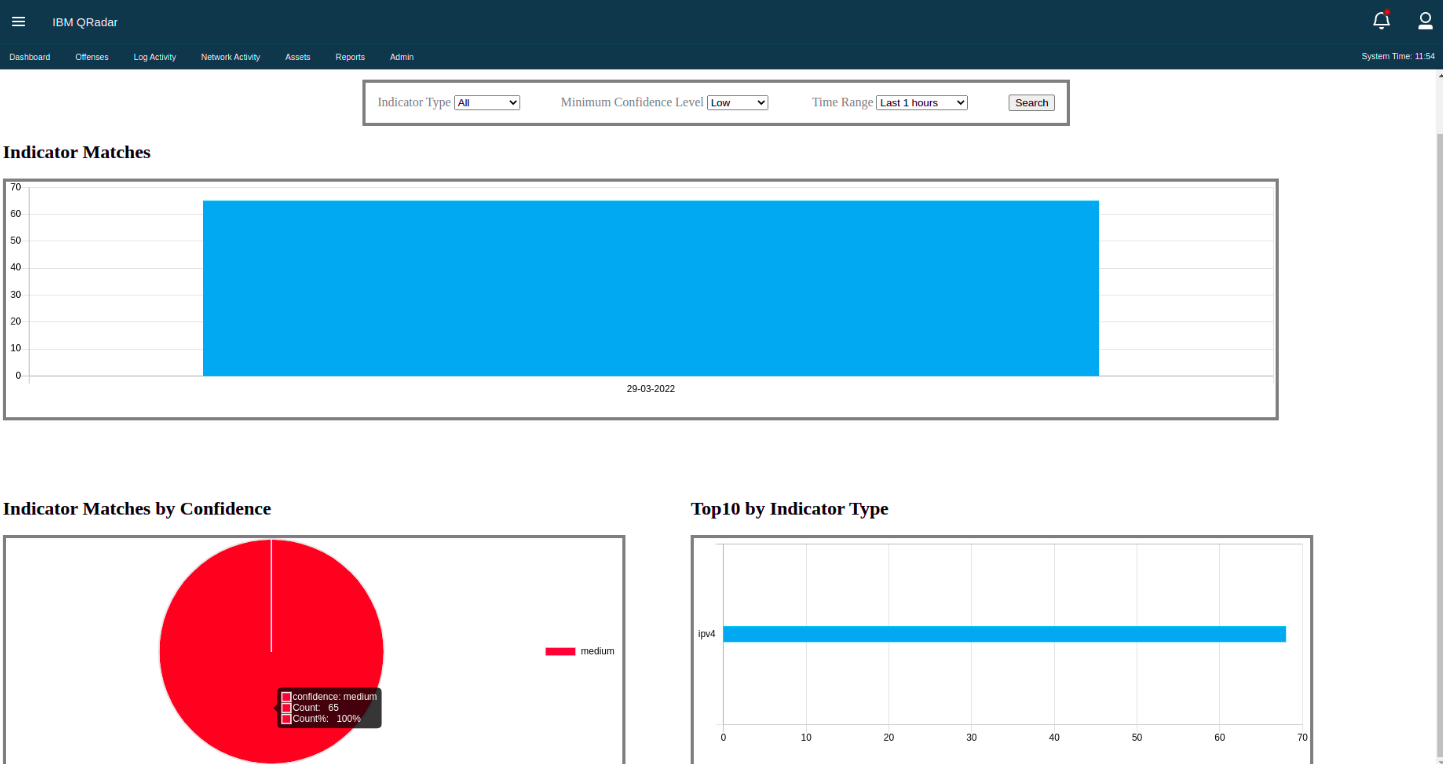 IBM QRadar
Dashboard Offenses Log Activity Network Activity Assets Reports Admin System Time: 11:54
Indicator Type All Minimum Confidence Level Low Time Range Last 1 hours Search
Indicator Matches
70
60
50
40
30
20
10
0
29-03-2022
Indicator Matches by Confidence
medium
confidence: medium
Count: 65
Count%: 100%
Top10 by Indicator Type
ipv4
0 10 20 30 40 50 60 70